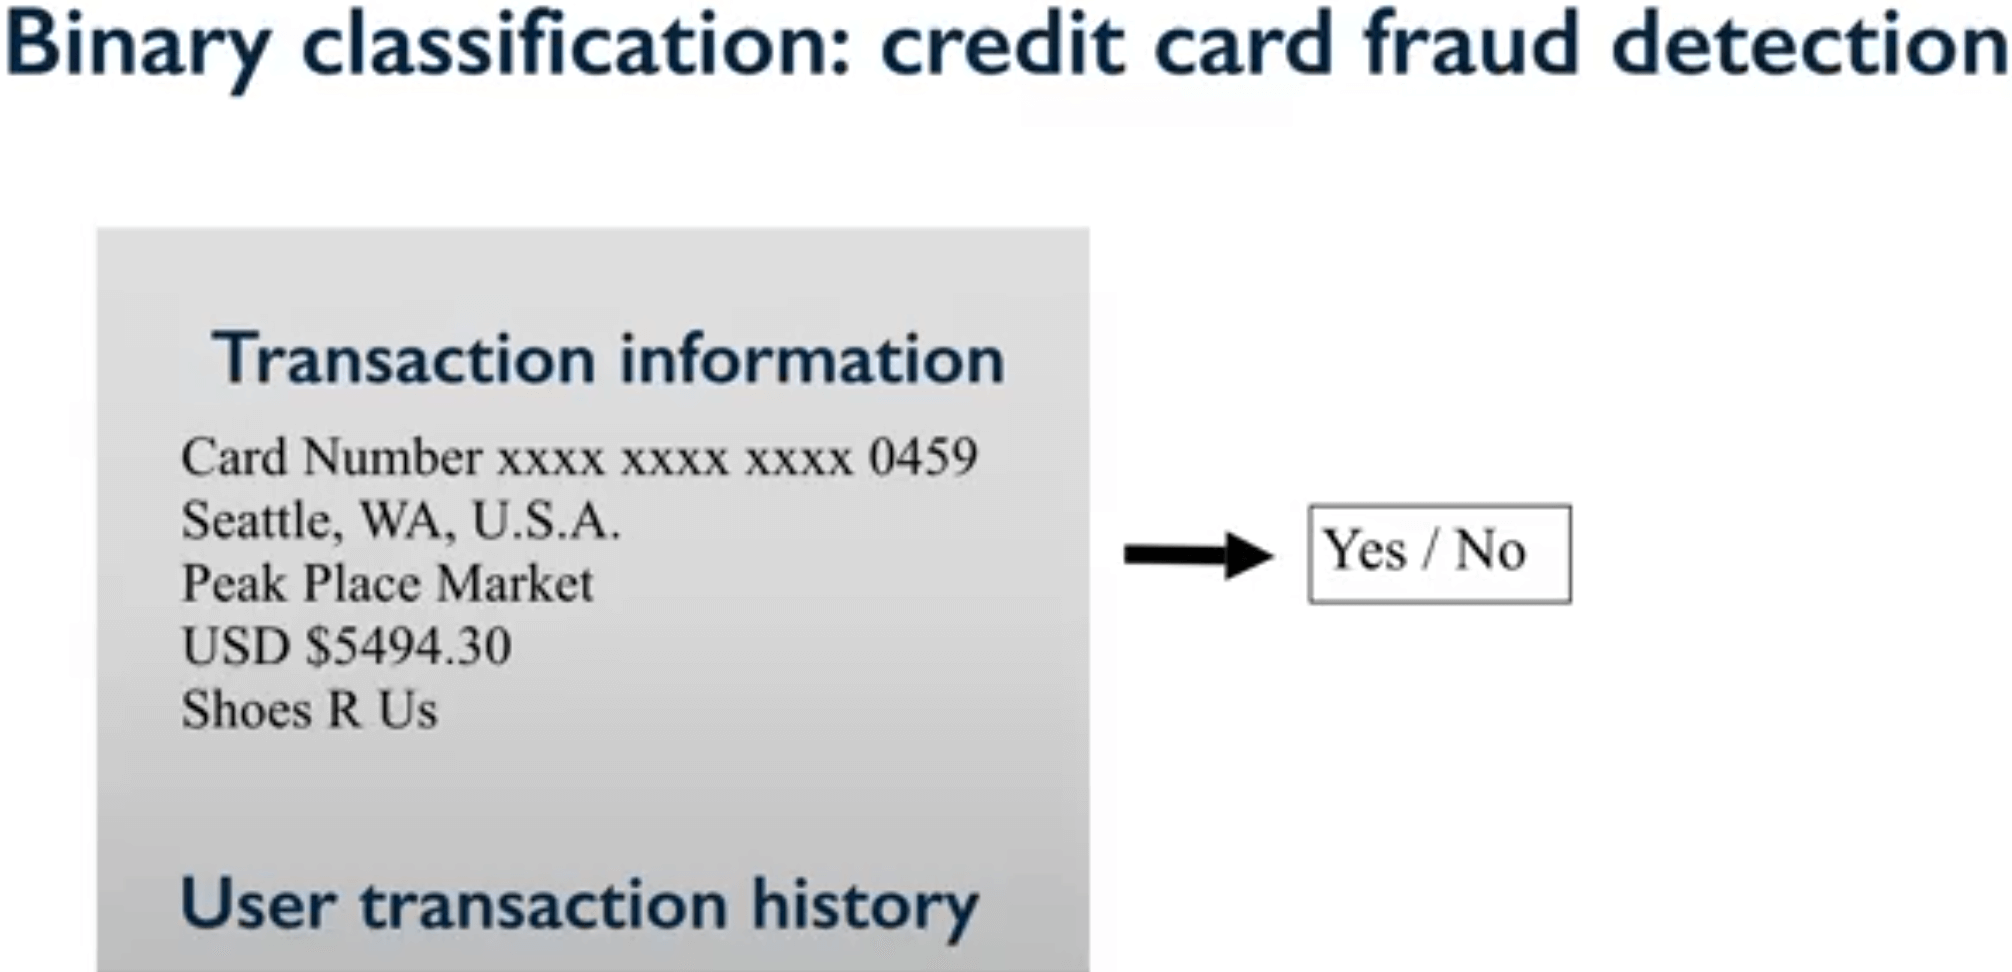 Binary classification: credit card fraud detection
Transaction information
Card Number xxxx xxxx xxxx 0459
Seattle, WA, U.S.A.
Peak Place Market
USD $5494.30
Shoes R Us
Yes / No
User transaction history